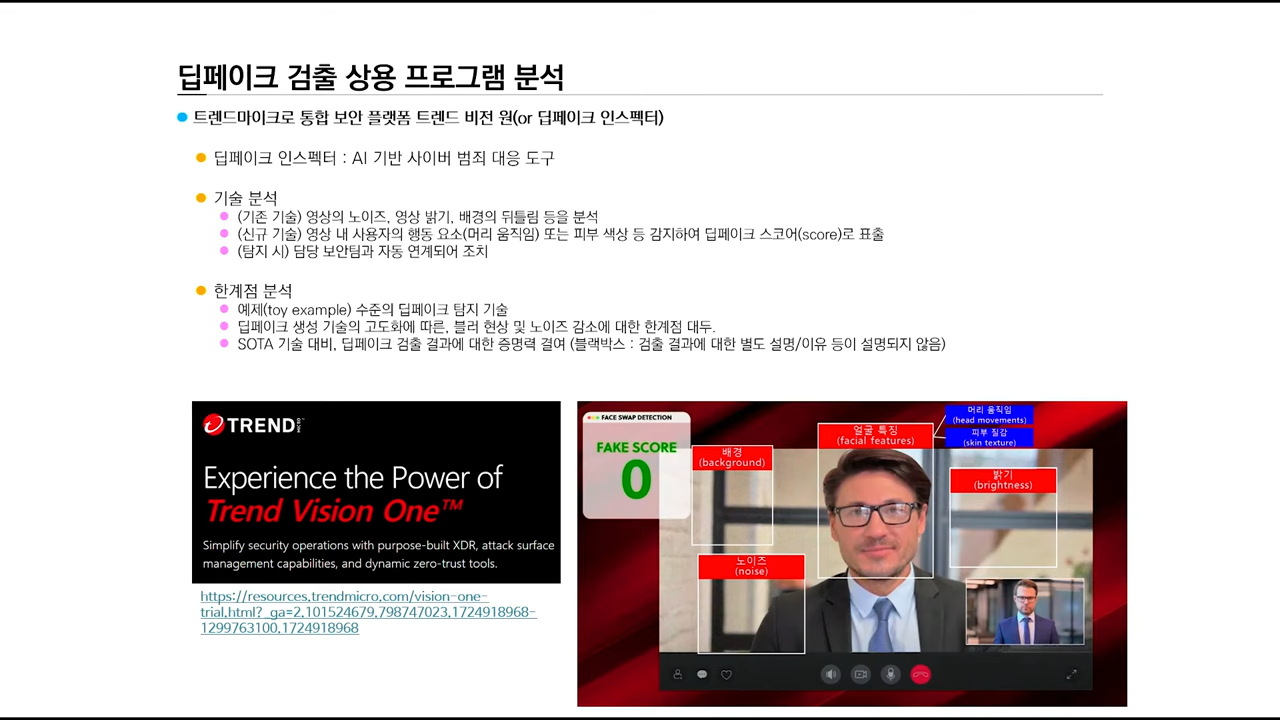 딥페이크 검출 상용 프로그램 분석
트렌드마이크로 통합 보안 플랫폼 트렌드 비전 원(or 딥페이크 인스펙터)
딥페이크 인스펙터 : AI 기반 사이버 범죄 대응 도구
기술 분석
(기존 기술) 영상의 노이즈, 영상 밝기, 배경의 뒤틀림 등을 분석
(신규 기술) 영상 내 사용자의 행동 요소(머리 움직임) 또는 피부 색상 등 감지하여 딥페이크 스코어(score)로 표출
(탐지 시) 담당 보안팀과 자동 연계되어 조치
한계점 분석
예제(toy example) 수준의 딥페이크 탐지 기술
딥페이크 생성 기술의 고도화에 따른, 블러 현상 및 노이즈 감소에 대한 한계점 대두.
SOTA 기술 대비, 딥페이크 검출 결과에 대한 증명력 결여 (블랙박스 : 검출 결과에 대한 별도 설명/이유 등이 설명되지 않음)
TREND MICRO™
Experience the Power of
Trend Vision One™
Simplify security operations with purpose-built XDR, attack surface
management capabilities, and dynamic zero-trust tools.
https://resources.trendmicro.com/vision-one-
trial.html?_ga=2.101524679.798747023.1724918968-
1299763100.1724918968
FACE SWAP DETECTION
FAKE SCORE
0
배경
(background)
얼굴 특징
(facial features)
머리 움직임
(head movements)
피부 질감
(skin texture)
밝기
(brightness)
노이즈
(noise)